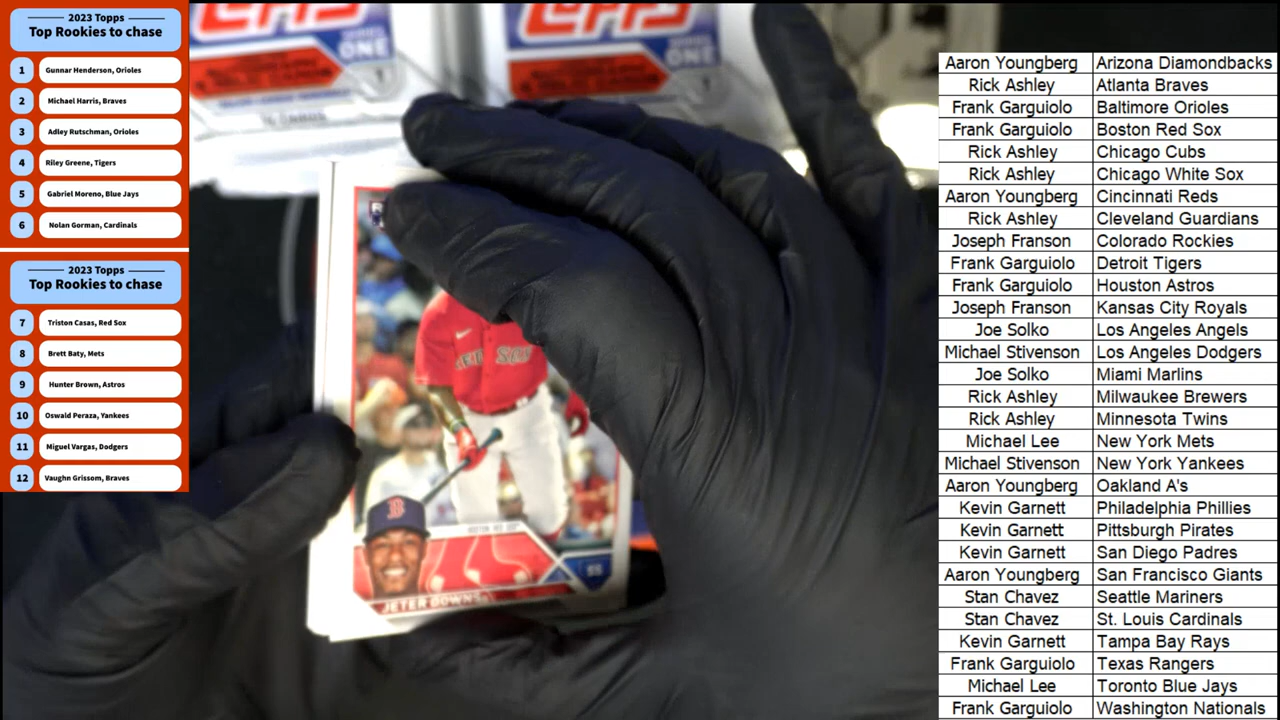 2023 Topps
Top Rookies to chase
1 Gunnar Henderson, Orioles
2 Michael Harris, Braves
3 Adley Rutschman, Orioles
4 Riley Greene, Tigers
5 Gabriel Moreno, Blue Jays
6 Nolan Gorman, Cardinals
2023 Topps
Top Rookies to chase
7 Triston Casas, Red Sox
8 Brett Baty, Mets
9 Hunter Brown, Astros
10 Oswald Peraza, Yankees
11 Miguel Vargas, Dodgers
12 Vaughn Grissom, Braves
SERIES
ONE
SERIES
ONE
B
JETER DOWNS
SS
Aaron Youngberg Arizona Diamondbacks
Rick Ashley Atlanta Braves
Frank Garguiolo Baltimore Orioles
Frank Garguiolo Boston Red Sox
Rick Ashley Chicago Cubs
Rick Ashley Chicago White Sox
Aaron Youngberg Cincinnati Reds
Rick Ashley Cleveland Guardians
Joseph Franson Colorado Rockies
Frank Garguiolo Detroit Tigers
Frank Garguiolo Houston Astros
Joseph Franson Kansas City Royals
Joe Solko Los Angeles Angels
Michael Stivenson Los Angeles Dodgers
Joe Solko Miami Marlins
Rick Ashley Milwaukee Brewers
Rick Ashley Minnesota Twins
Michael Lee New York Mets
Michael Stivenson New York Yankees
Aaron Youngberg Oakland A's
Kevin Garnett Philadelphia Phillies
Kevin Garnett Pittsburgh Pirates
Kevin Garnett San Diego Padres
Aaron Youngberg San Francisco Giants
Stan Chavez Seattle Mariners
Stan Chavez St. Louis Cardinals
Kevin Garnett Tampa Bay Rays
Frank Garguiolo Texas Rangers
Michael Lee Toronto Blue Jays
Frank Garguiolo Washington Nationals